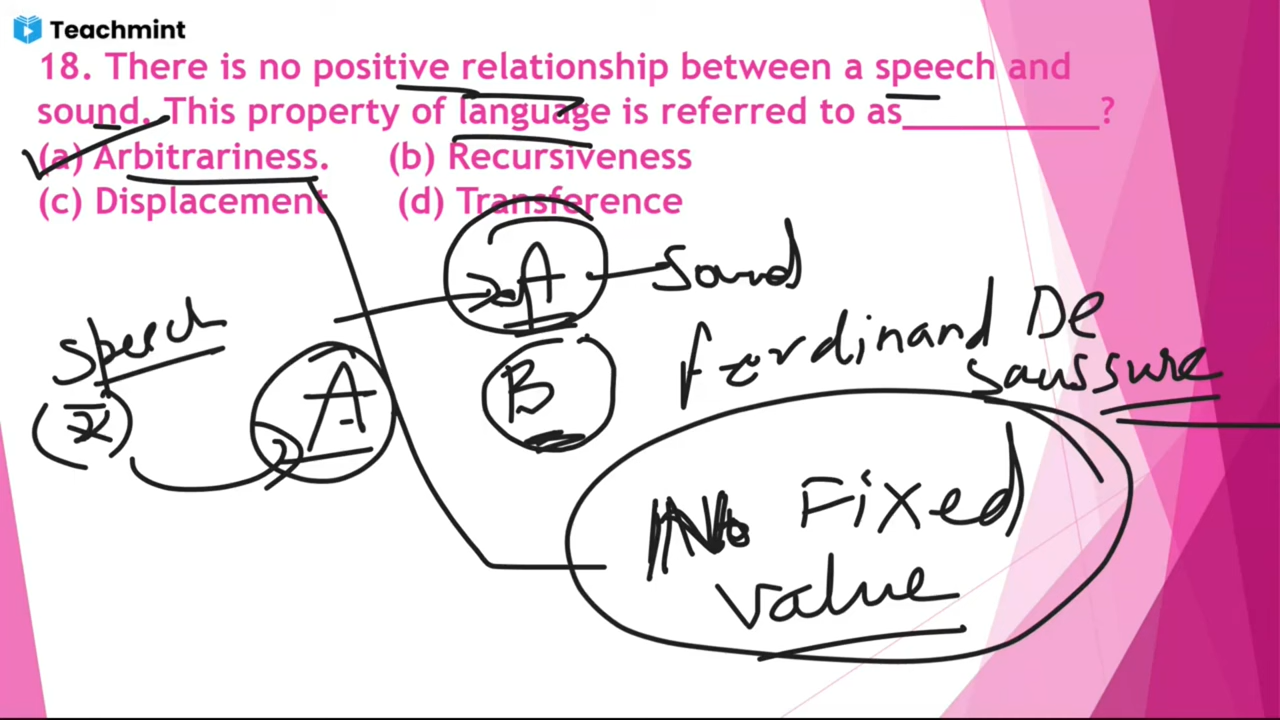 Teachmint
18. There is no positive relationship between a speech and
sound. This property of language is referred to as__________?
(a) Arbitrariness. (b) Recursiveness
(c) Displacement (d) Transference
A Sound
Speech
Ferdinand De
Saussure
A
B
No Fixed
Value